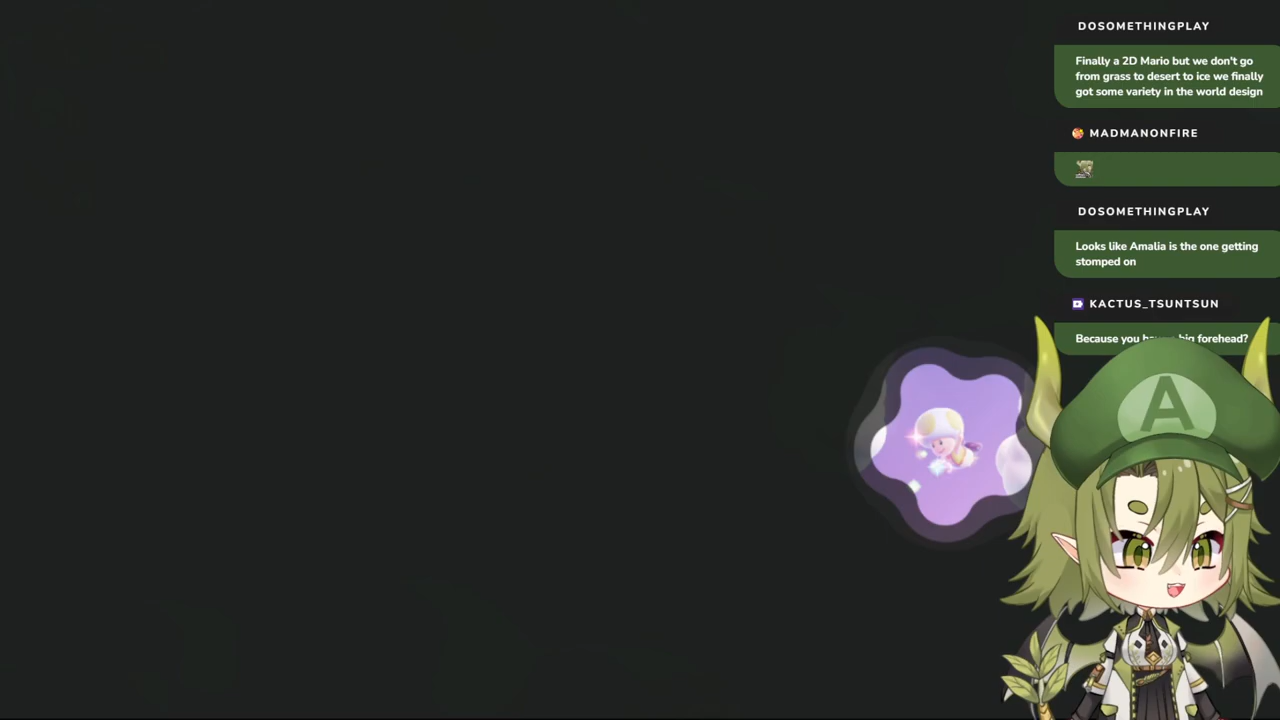 DOSOMETHINGPLAY
Finally a 2D Mario but we don't go
from grass to desert to ice we finally
got some variety in the world design
MADMANONFIRE
DOSOMETHINGPLAY
Looks like Amalia is the one getting
stomped on
KACTUS_TSUNTSUN
Because you big forehead?
A